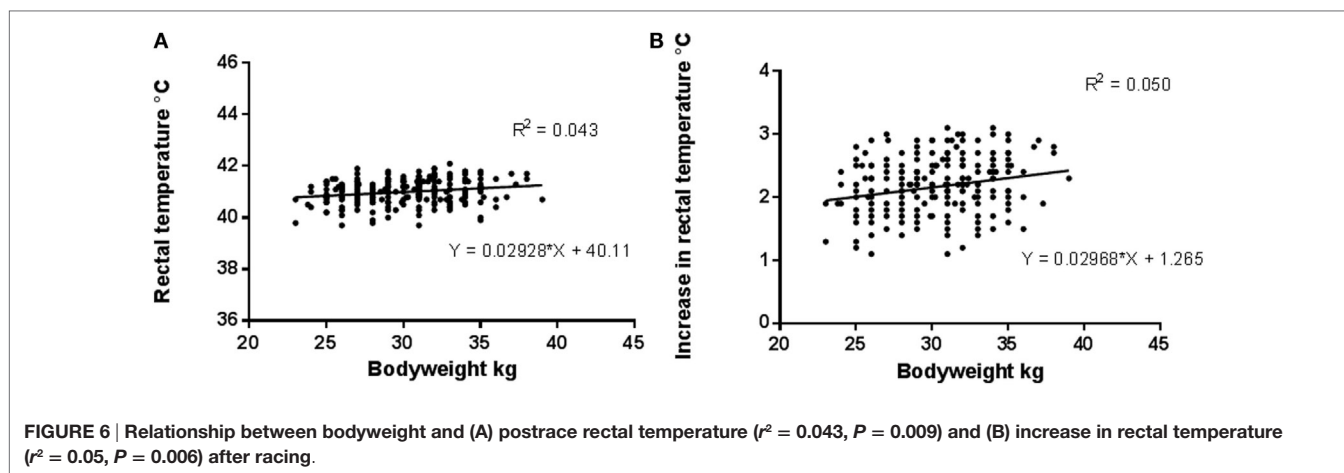 A
Rectal temperature °C
46
44
42
40
38
36
R² = 0.043
Y = 0.02928*X + 40.11
20 25 30 35 40 45
Bodyweight kg
B
Increase in rectal temperature °C
4
3
2
1
0
R² = 0.050
Y = 0.02968*X + 1.265
20 25 30 35 40 45
Bodyweight kg
FIGURE 6 | Relationship between bodyweight and (A) postrace rectal temperature (r² = 0.043, P = 0.009) and (B) increase in rectal temperature
(r² = 0.05, P = 0.006) after racing.